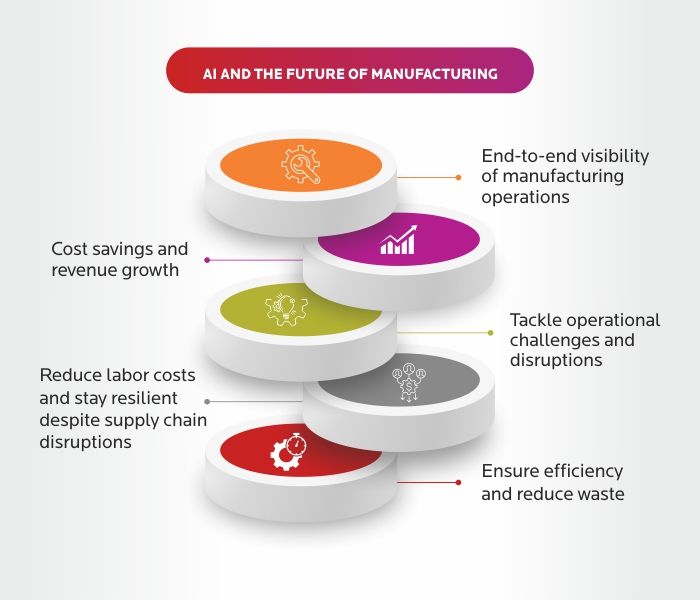 AI AND THE FUTURE OF MANUFACTURING
End-to-end visibility
of manufacturing
operations
Cost savings and
revenue growth
Tackle operational
challenges and
disruptions
Reduce labor costs
and stay resilient
despite supply chain
disruptions
Ensure efficiency
and reduce waste